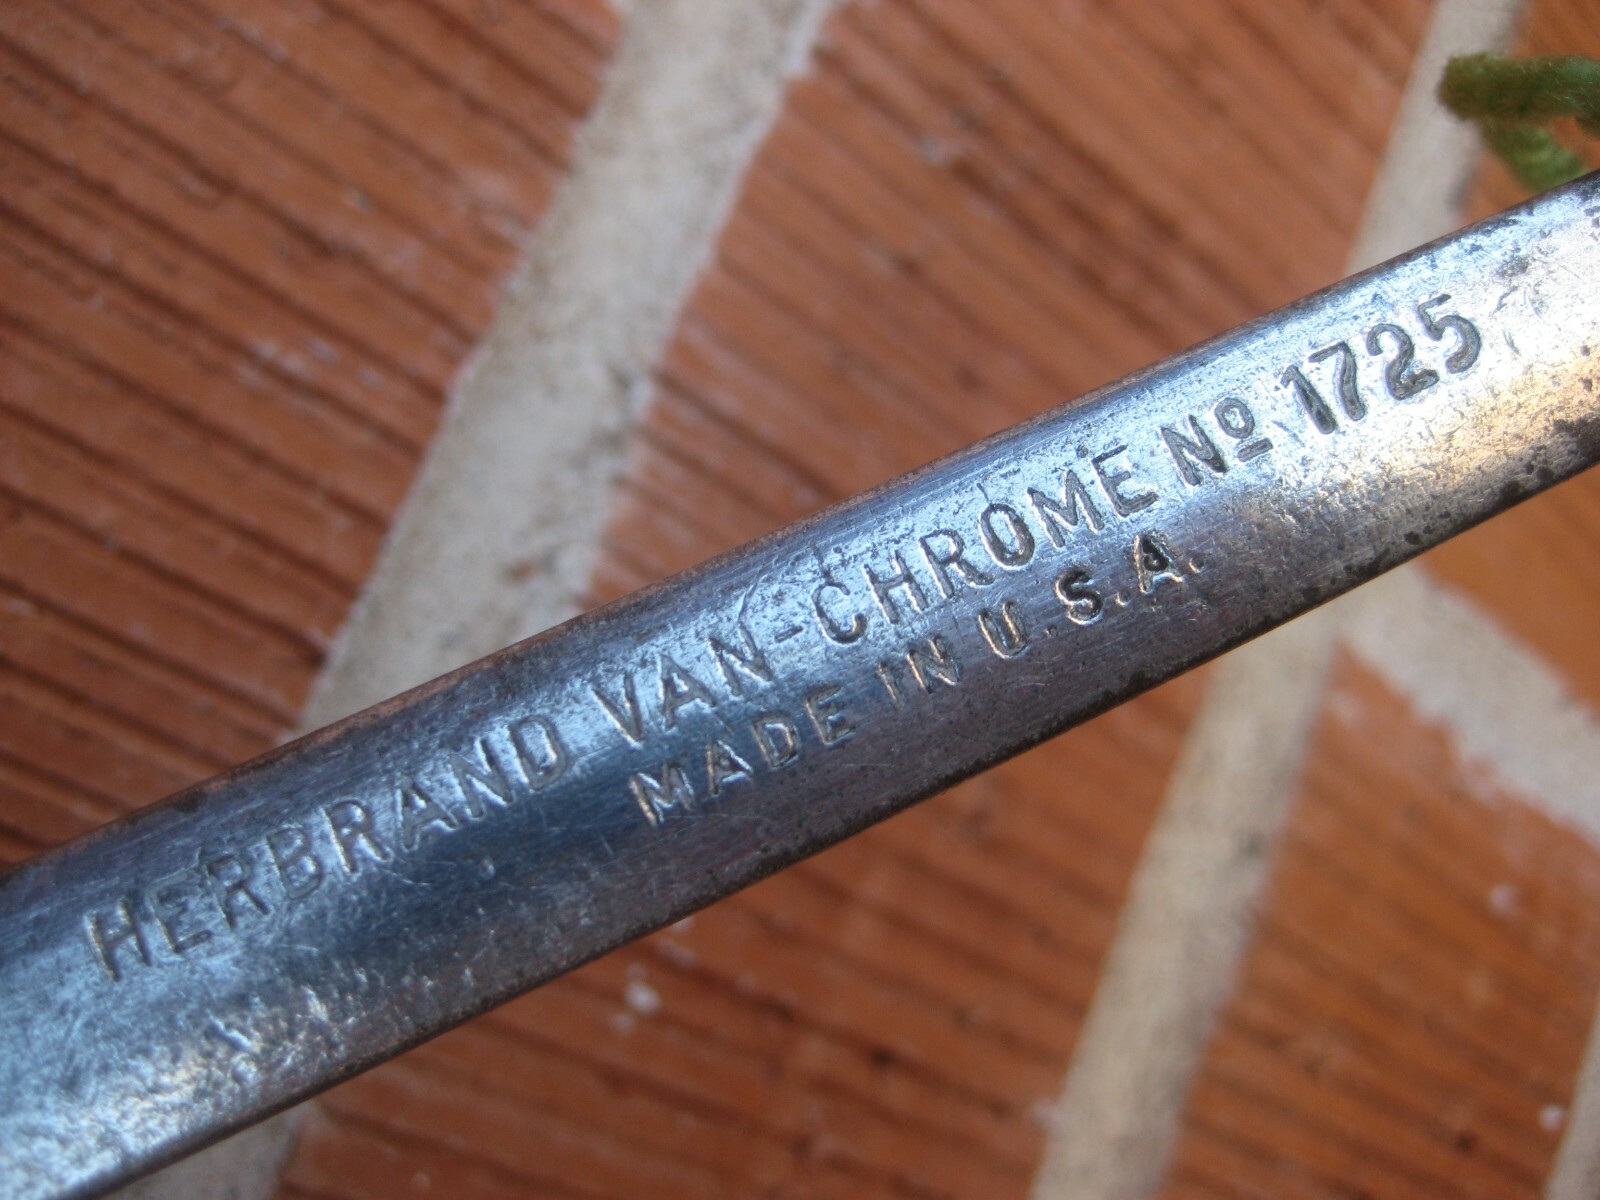 HERBRAND VAN-CHROME Nº 1725
MADE IN U.S.A.